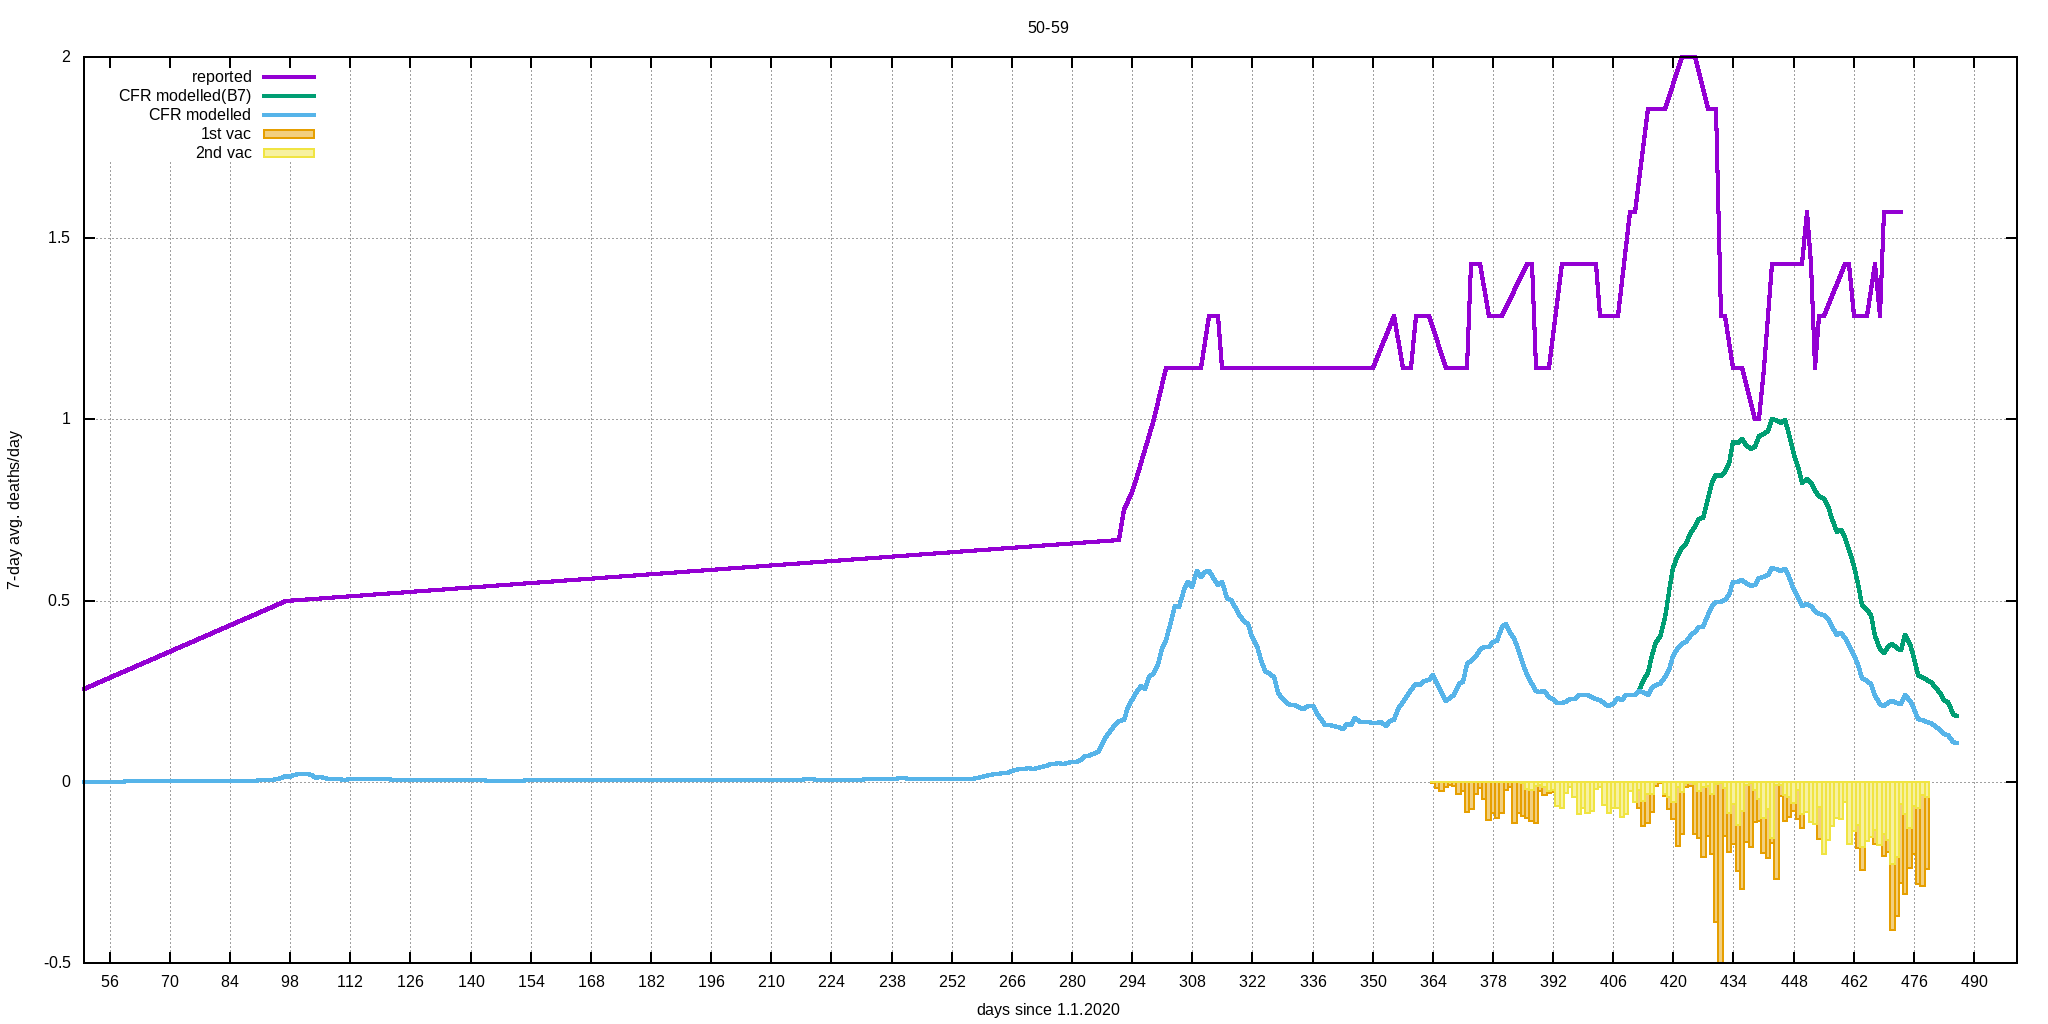 50-59
reported
CFR modelled(B7)
CFR modelled
1st vac
2nd vac
2
1.5
1
0.5
0
-0.5
7-day avg. deaths/day
56 70 84 98 112 126 140 154 168 182 196 210 224 238 252 266 280 294 308 322 336 350 364 378 392 406 420 434 448 462 476 490
days since 1.1.2020